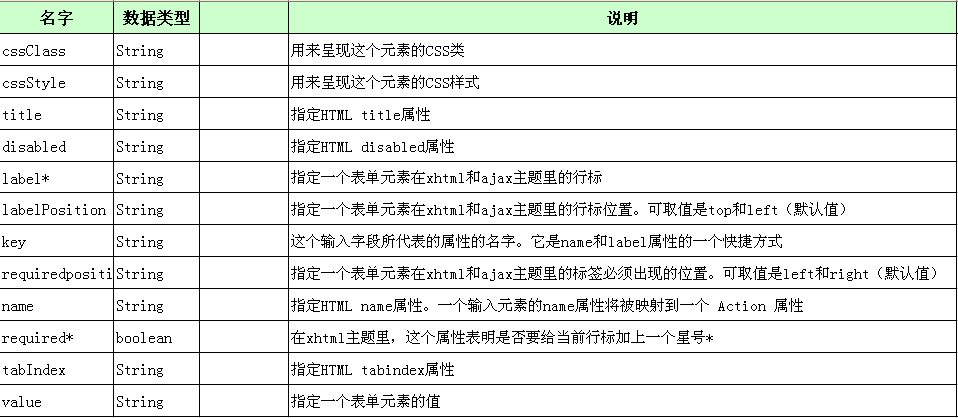 名字 数据类型 说明
cssClass String 用来呈现这个元素的CSS类
cssStyle String 用来呈现这个元素的CSS样式
title String 指定HTML title属性
disabled String 指定HTML disabled属性
label* String 指定一个表单元素在xhtml和ajax主题里的行标
labelPosition String 指定一个表单元素在xhtml和ajax主题里的行标位置。可取值是top和left（默认值）
key String 这个输入字段所代表的属性的名字。它是name和label属性的一个快捷方式
requiredpositi String 指定一个表单元素在xhtml和ajax主题里的标签必须出现的位置。可取值是left和right（默认值）
name String 指定HTML name属性。一个输入元素的name属性将被映射到一个 Action 属性
required* boolean 在xhtml主题里，这个属性表明是否要给当前行标加上一个星号*
tabIndex String 指定HTML tabindex属性
value String 指定一个表单元素的值